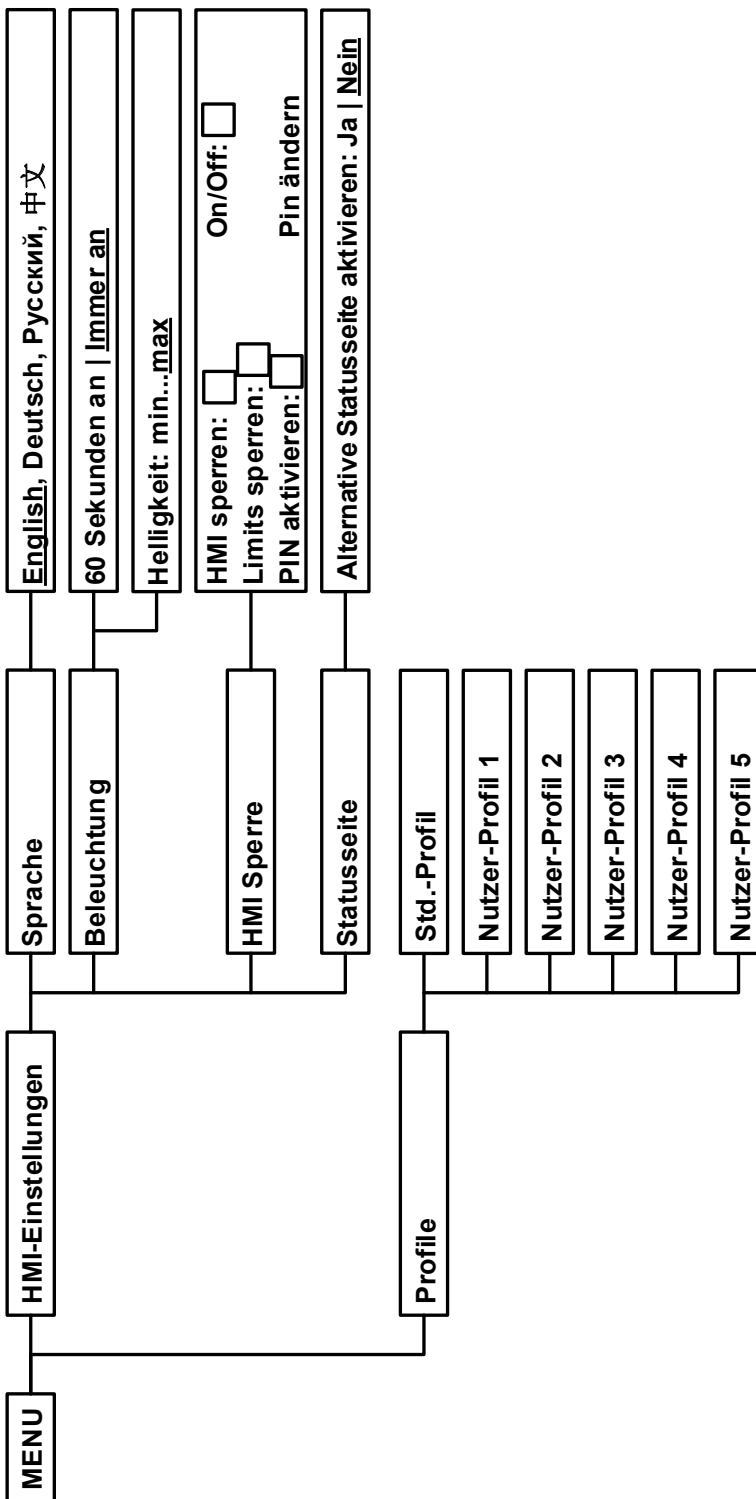 MENU
HMI-Einstellungen
Sprache
English, Deutsch, Русский, 中文
Beleuchtung
60 Sekunden an | Immer an
Helligkeit: min...max
HMI Sperre
HMI sperren: On/Off:
Limits sperren:
PIN aktivieren: Pin ändern
Statusseite
Alternative Statusseite aktivieren: Ja | Nein
Profile
Std.-Profil
Nutzer-Profil 1
Nutzer-Profil 2
Nutzer-Profil 3
Nutzer-Profil 4
Nutzer-Profil 5